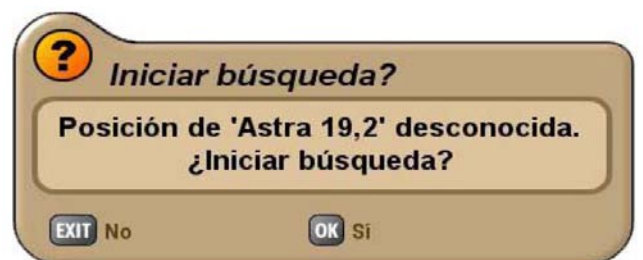 ?
Iniciar búsqueda?
Posición de 'Astra 19,2' desconocida.
¿Iniciar búsqueda?
EXIT No OK Sí